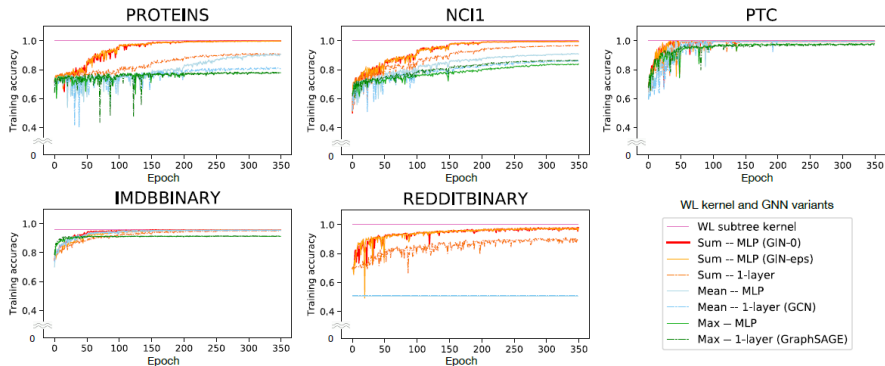 PROTEINS
NCI1
PTC
Training accuracy
1.0
0.8
0.6
0.4
0
0 50 100 150 200 250 300 350
Epoch
Training accuracy
1.0
0.8
0.6
0.4
0
0 50 100 150 200 250 300 350
Epoch
Training accuracy
1.0
0.8
0.6
0.4
0
0 50 100 150 200 250 300 350
Epoch
IMDBBINARY
REDDITBINARY
Training accuracy
1.0
0.8
0.6
0.4
0
0 50 100 150 200 250 300 350
Epoch
Training accuracy
1.0
0.8
0.6
0.4
0
0 50 100 150 200 250 300 350
Epoch
WL kernel and GNN variants
WL subtree kernel
Sum -- MLP (GIN-0)
Sum -- MLP (GIN-eps)
Sum -- 1-layer
Mean -- MLP
Mean -- 1-layer (GCN)
Max -- MLP
Max -- 1-layer (GraphSAGE)